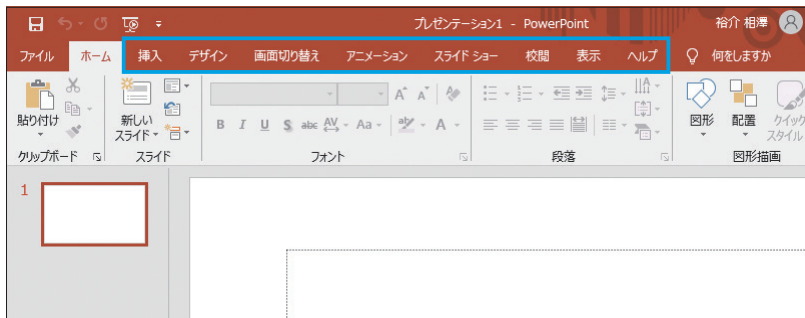 プレゼンテーション1 - PowerPoint 裕介 相澤
ファイル ホーム 挿入 デザイン 画面切り替え アニメーション スライド ショー 校閲 表示 ヘルプ 何をしますか
貼り付け 新しい スライド B I U S abc AV Aa A A A 図形 配置 クイック スタイル
クリップボード スライド フォント 段落 図形描画
1